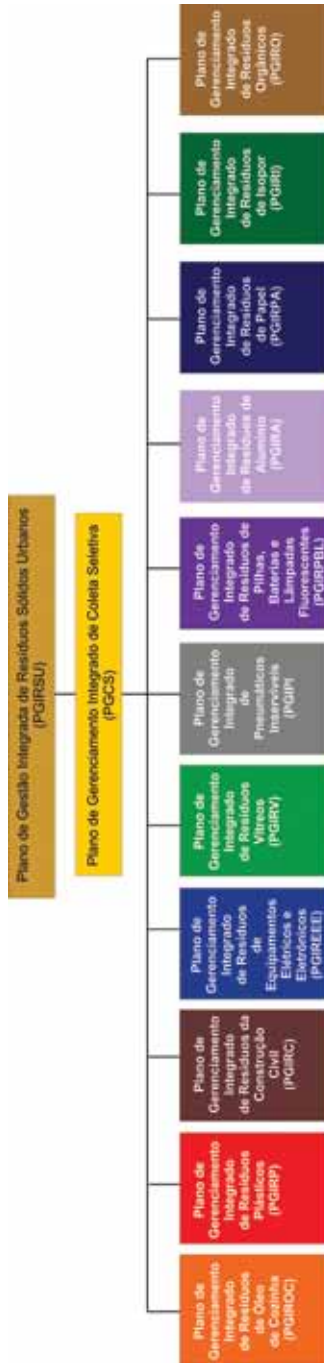 Plano de Gestão Integrada de Resíduos Sólidos Urbanos
(PGIRSU)
Plano de Gerenciamento Integrado de Coleta Seletiva
(PGCS)
Plano de
Gerenciamento
Integrado
de Resíduos
de Óleo
de Cozinha
(PGIROC)
Plano de
Gerenciamento
Integrado
de Resíduos
Plásticos
(PGIRP)
Plano de
Gerenciamento
Integrado
de Resíduos da
Construção
Civil
(PGIRC)
Plano de
Gerenciamento
Integrado
de Resíduos
de
Equipamentos
Elétricos e
Eletrônicos
(PGIREEE)
Plano de
Gerenciamento
Integrado
de Resíduos
Vítreos
(PGIRV)
Plano de
Gerenciamento
Integrado
de
Pneumáticos
Inservíveis
(PGIPI
Plano de
Gerenciamento
Integrado
de Resíduos de
Pilhas,
Baterias e
Lâmpadas
Fluorescentes
(PGIRPBL)
Plano de
Gerenciamento
Integrado
de Resíduos de
Alumínio
(PGIRA)
Plano de
Gerenciamento
Integrado
de Resíduos
de Papel
(PGIRPA)
Plano de
Gerenciamento
Integrado
de Resíduos
de Isopor
(PGIRI)
Plano de
Gerenciamento
Integrado
de Resíduos
Orgânicos
(PGIRO)